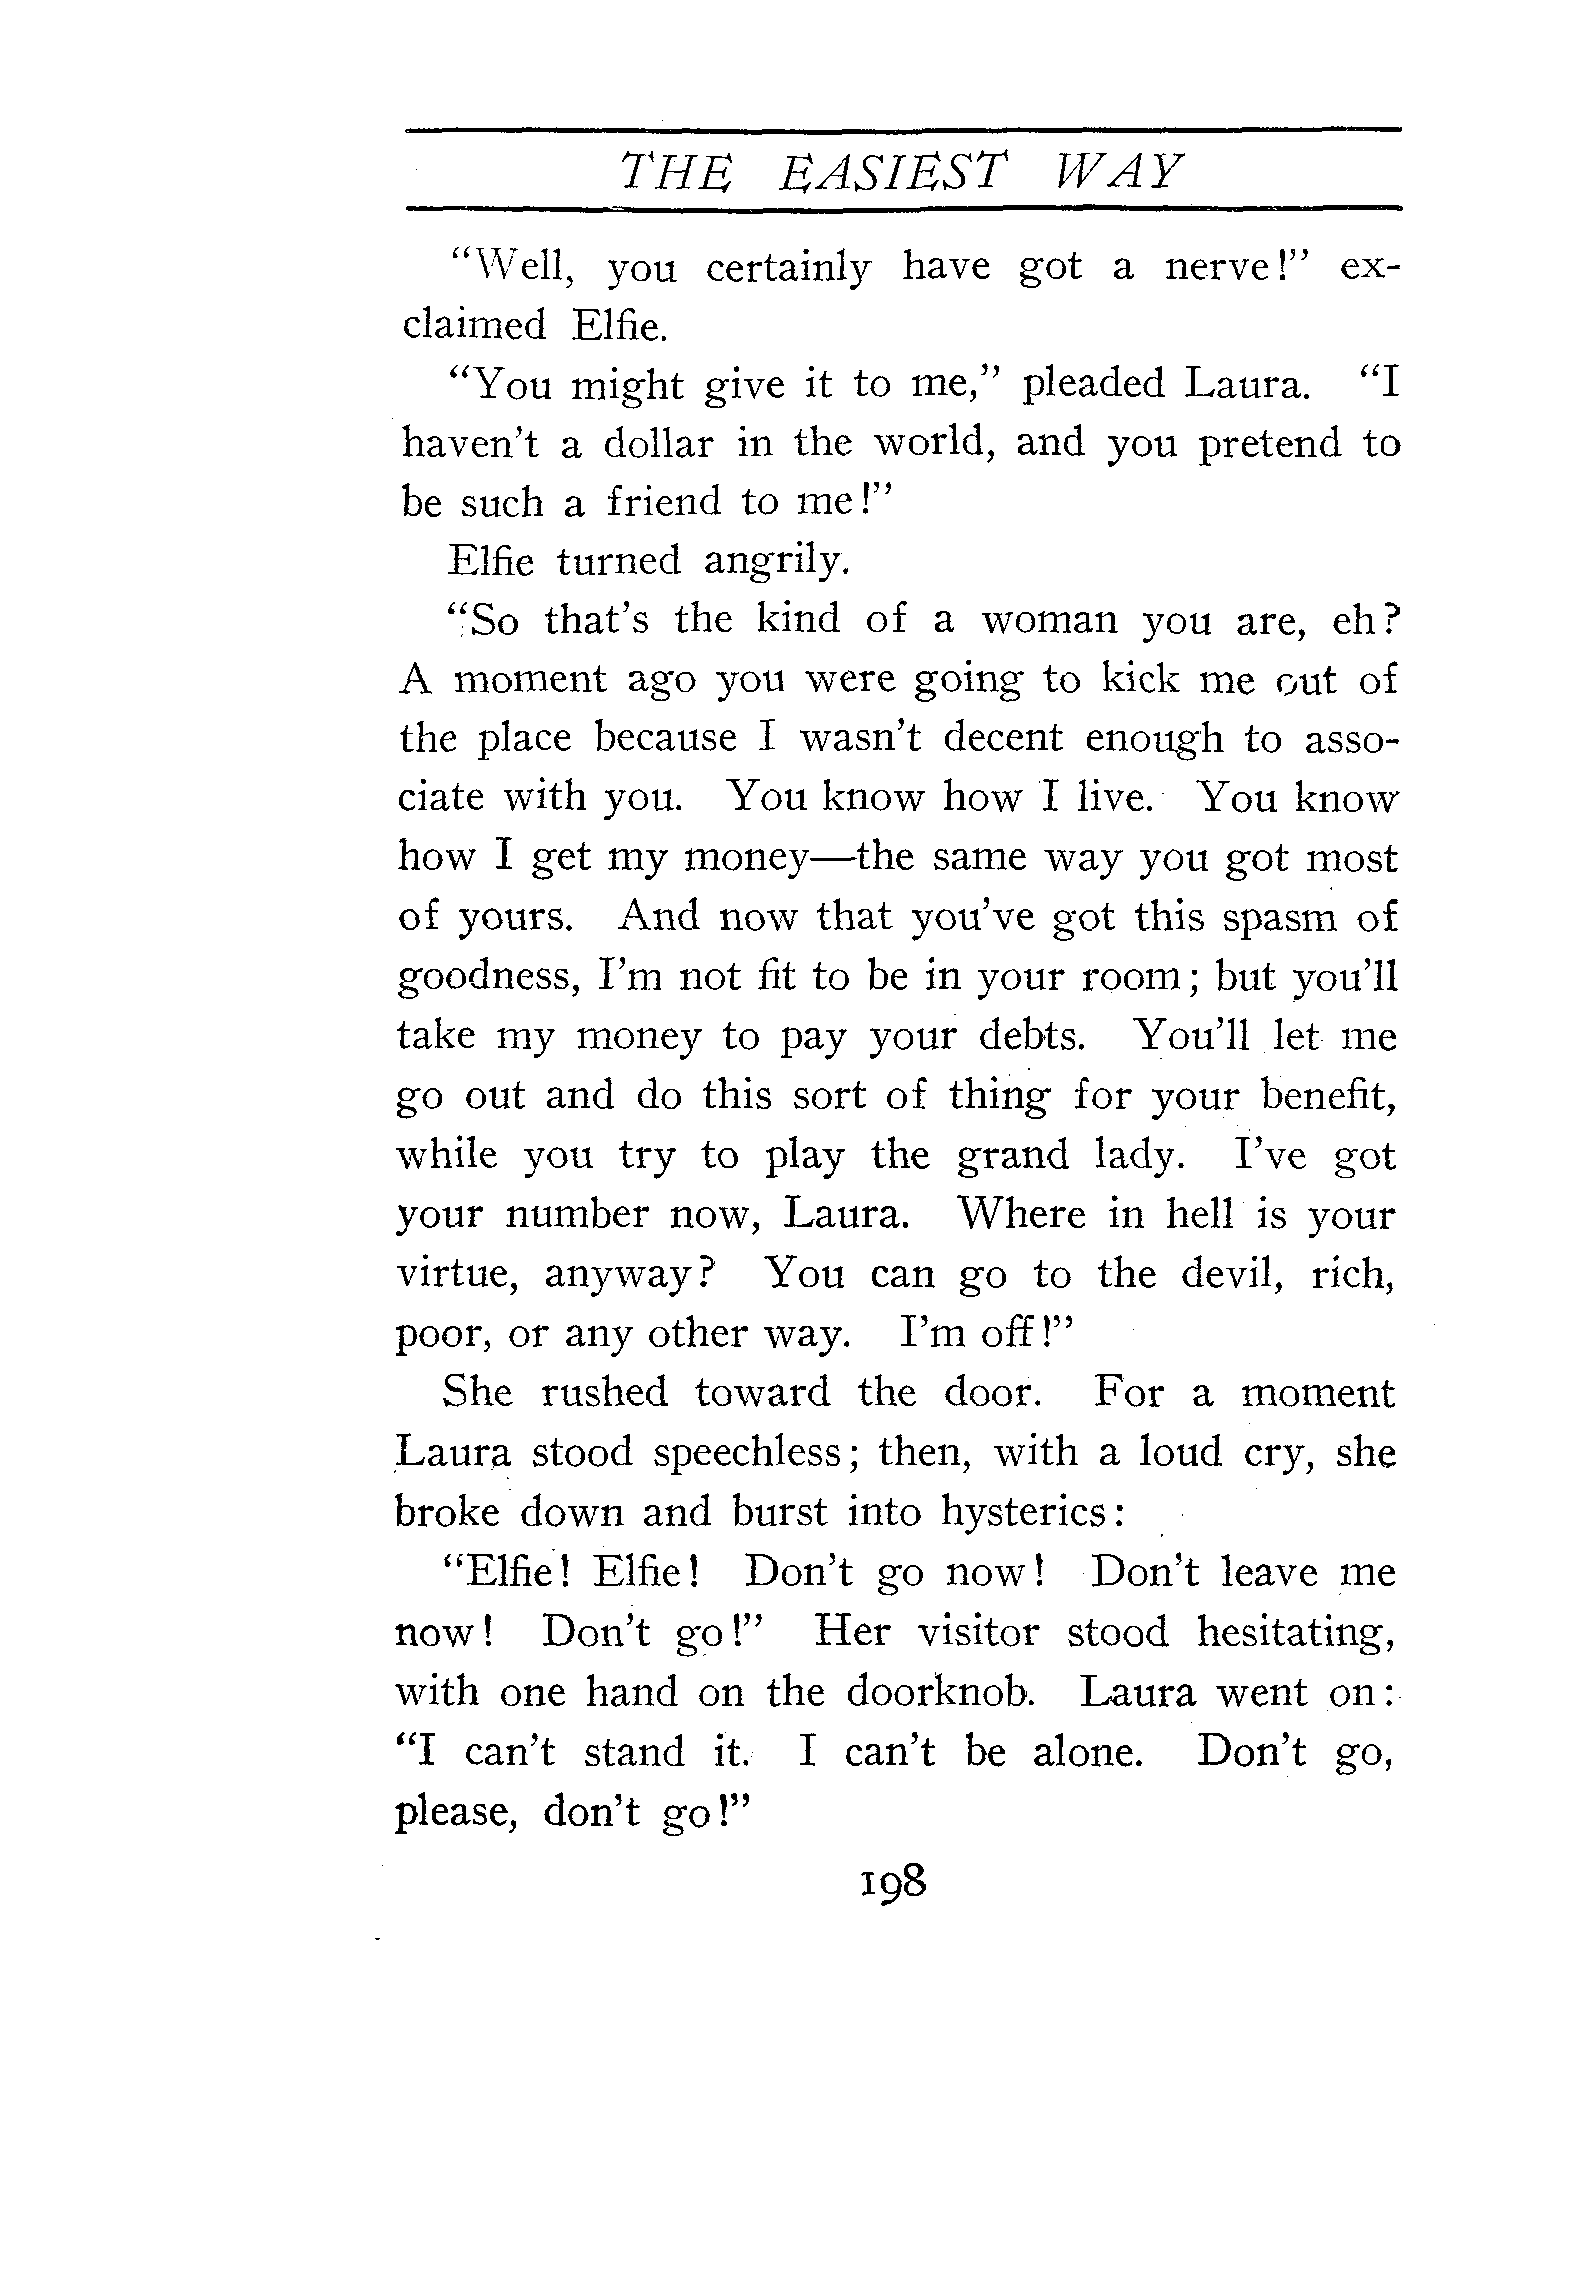 THE EASIEST WAY
“Well, you certainly have got a nerve!” ex-
claimed Elfie.
“You might give it to me,” pleaded Laura. “I
haven't a dollar in the world, and you pretend to
be such a friend to me!”
Elfie turned angrily.
“So that's the kind of a woman you are, eh?
A moment ago you were going to kick me out of
the place because I wasn't decent enough to asso-
ciate with you. You know how I live. You know
how I get my money—the same way you got most
of yours. And now that you've got this spasm of
goodness, I'm not fit to be in your room; but you'll
take my money to pay your debts. You'll let me
go out and do this sort of thing for your benefit,
while you try to play the grand lady. I've got
your number now, Laura. Where in hell is your
virtue, anyway? You can go to the devil, rich,
poor, or any other way. I'm off!”
She rushed toward the door. For a moment
Laura stood speechless; then, with a loud cry, she
broke down and burst into hysterics:
“Elfie! Elfie! Don't go now! Don't leave me
now! Don't go!” Her visitor stood hesitating,
with one hand on the doorknob. Laura went on:
“I can't stand it. I can't be alone. Don't go,
please, don't go!”
198